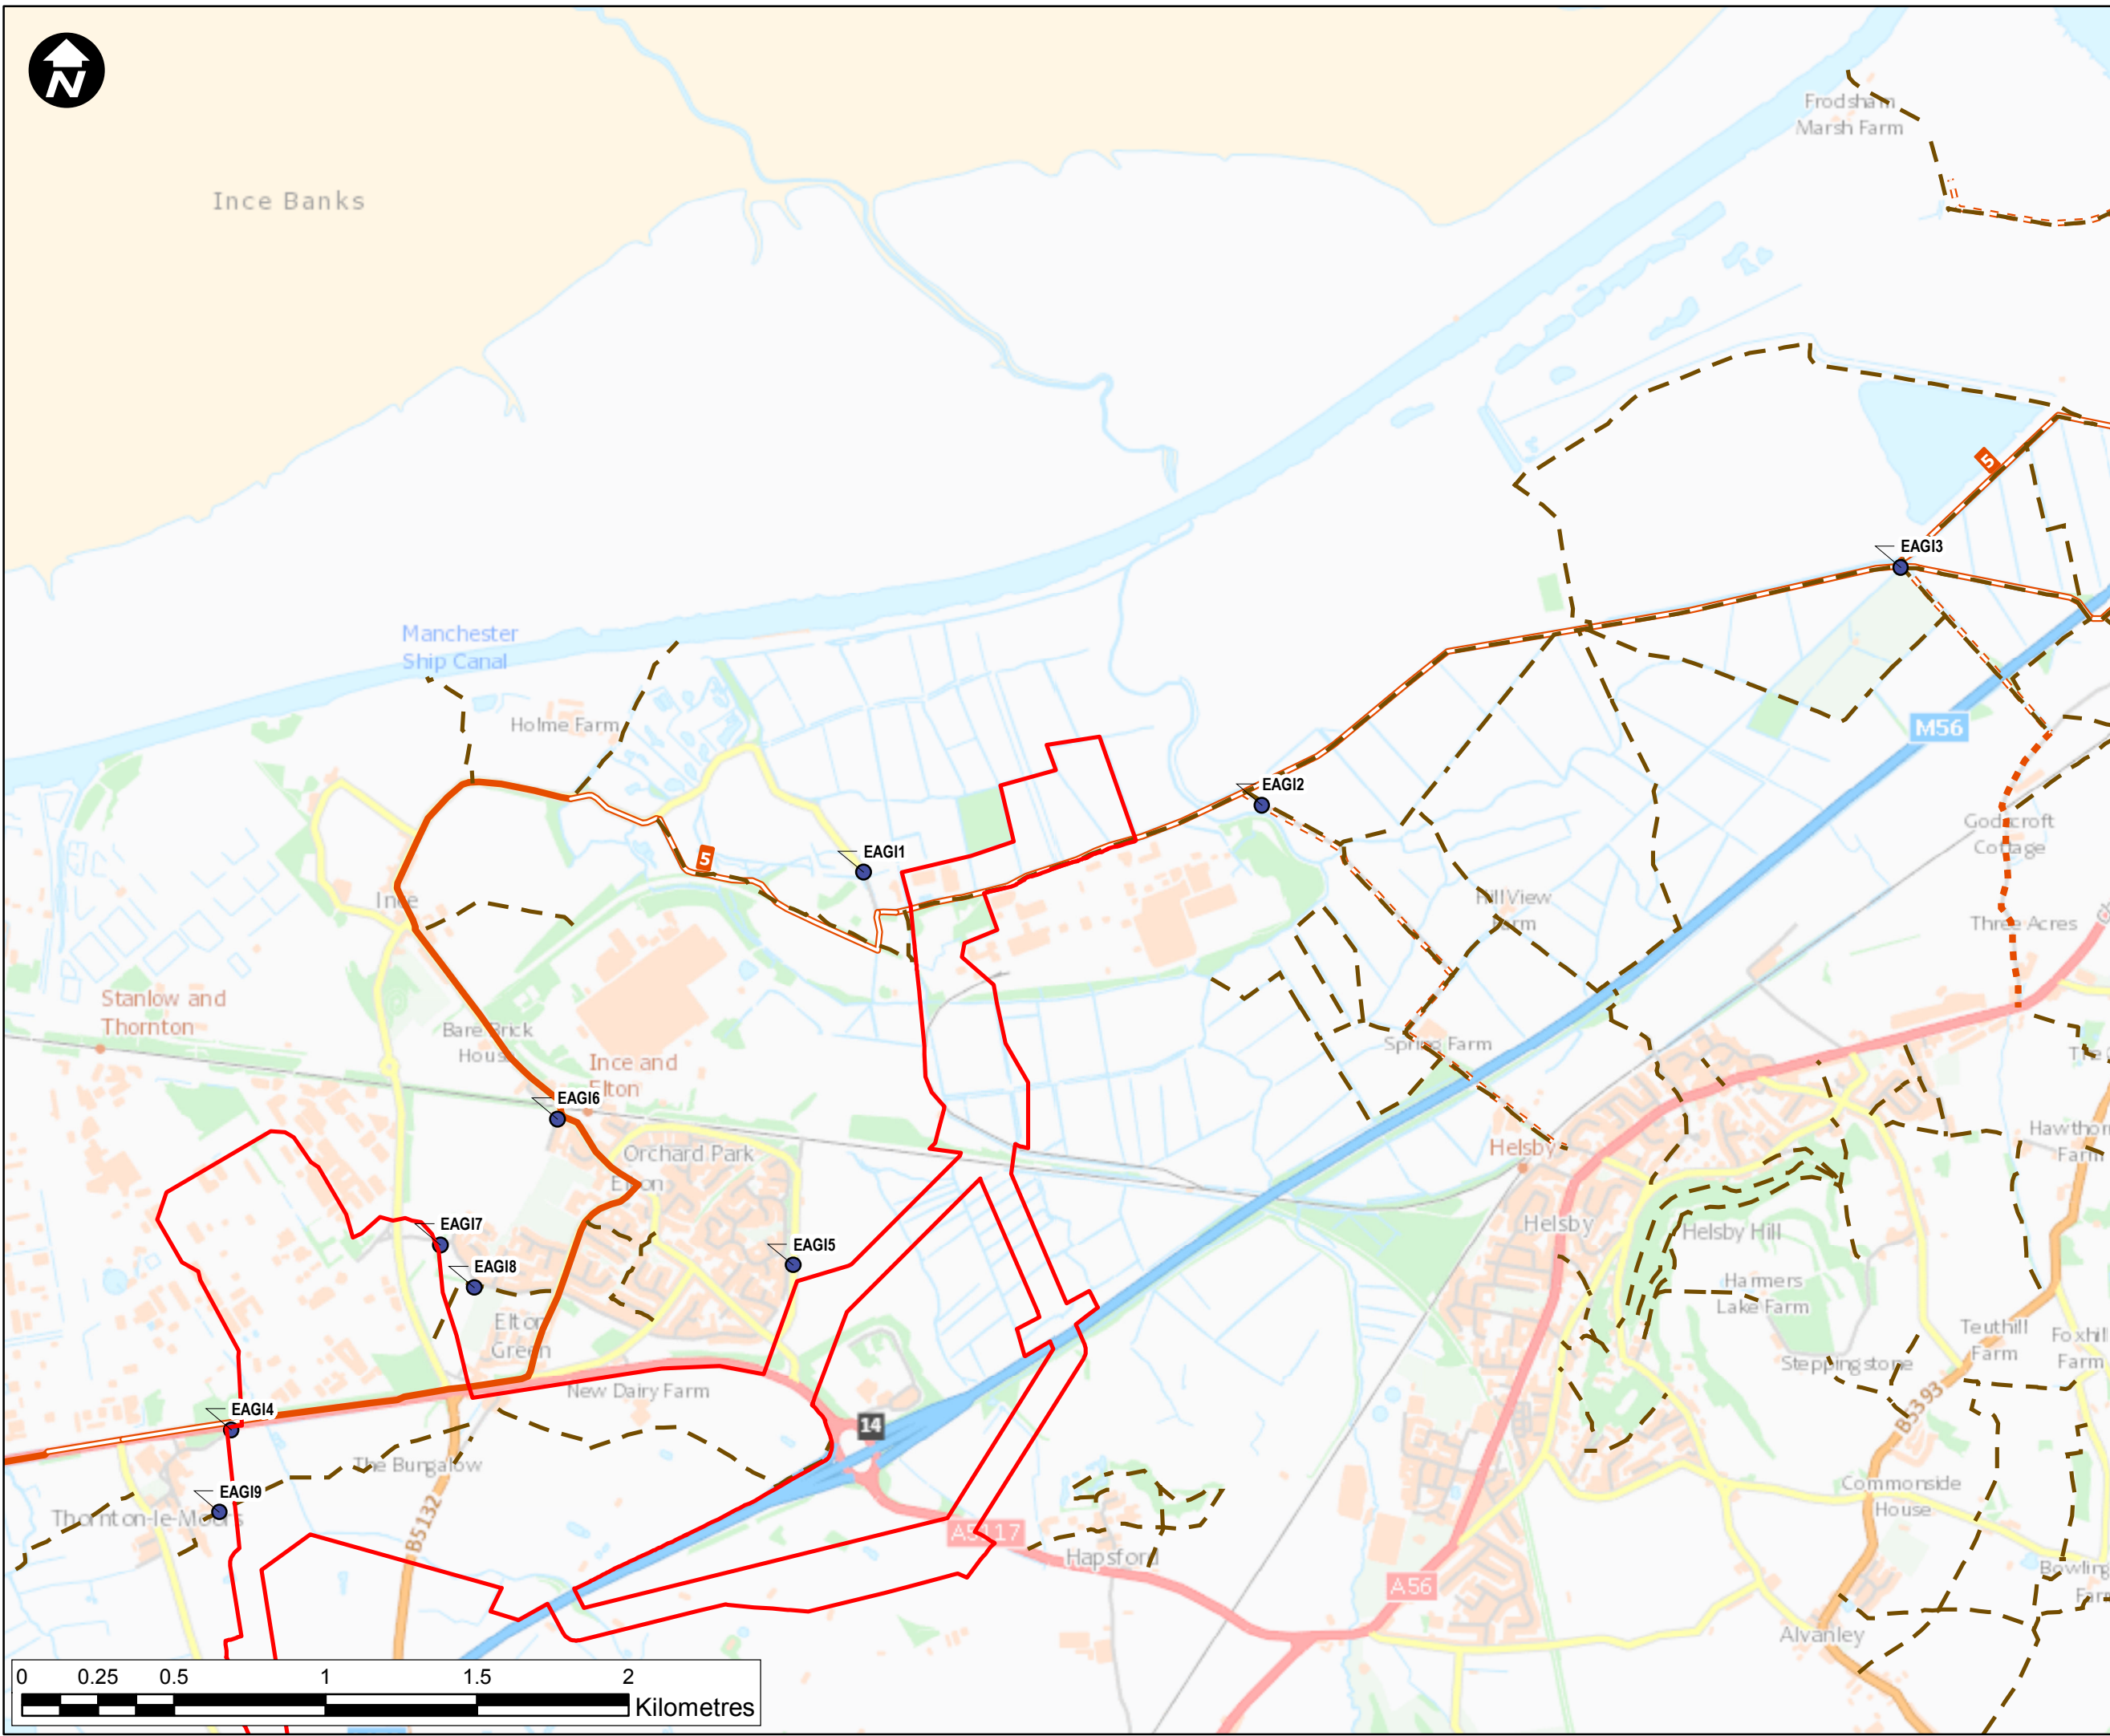 N
Frodsham
Marsh Farm
Ince Banks
5
EAGI3
Manchester
Ship Canal
M56
Holme Farm
EAGI2
5
EAGI1
Godscroft
Cottage
Ince
Hill View
Farm
Three Acres
Stanlow and
Thornton
Bare Brick
House
Spring Farm
Ince and
Elton
EAGI6
Orchard Park
Elton
Helsby
Farm
EAGI7
Helsby
Helsby Hill
EAGI5
EAGI8
Harmers
Lake Farm
Elton
Green
Teuthill
Farm
Foxhill
Farm
Steppingstone
New Dairy Farm
EAGI4
14
B5393
The Bungalow
Commonside
House
EAGI9
Thornton-le-Moors
B5132
A5117
Hapsford
A56
Alvanley
0 0.25 0.5 1 1.5 2
Kilometres